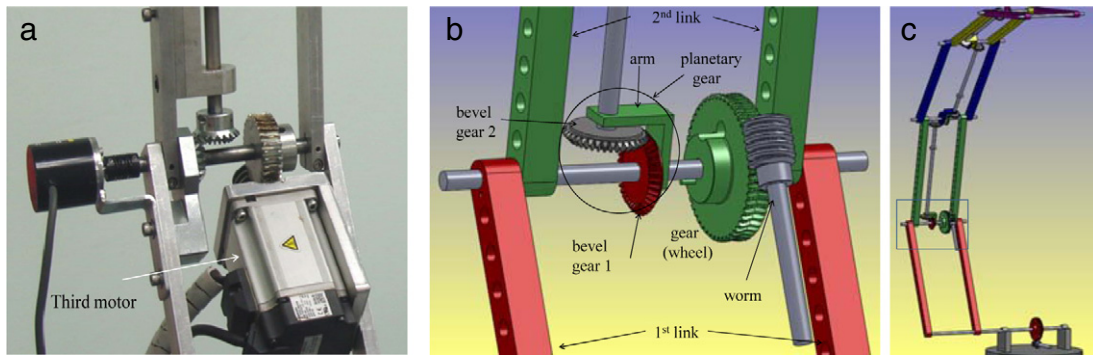 a
Third motor
b
2nd link
arm
planetary
gear
bevel
gear 2
bevel
gear 1
gear
(wheel)
worm
1st link
c